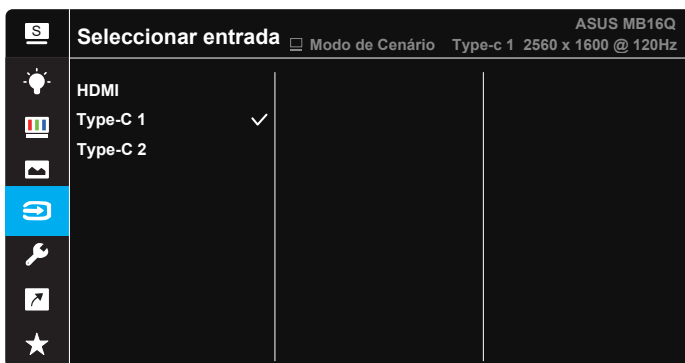 S
Seleccionar entrada
ASUS MB16Q
Modo de Cenário Type-c 1 2560 x 1600 @ 120Hz
HDMI
Type-C 1
Type-C 2